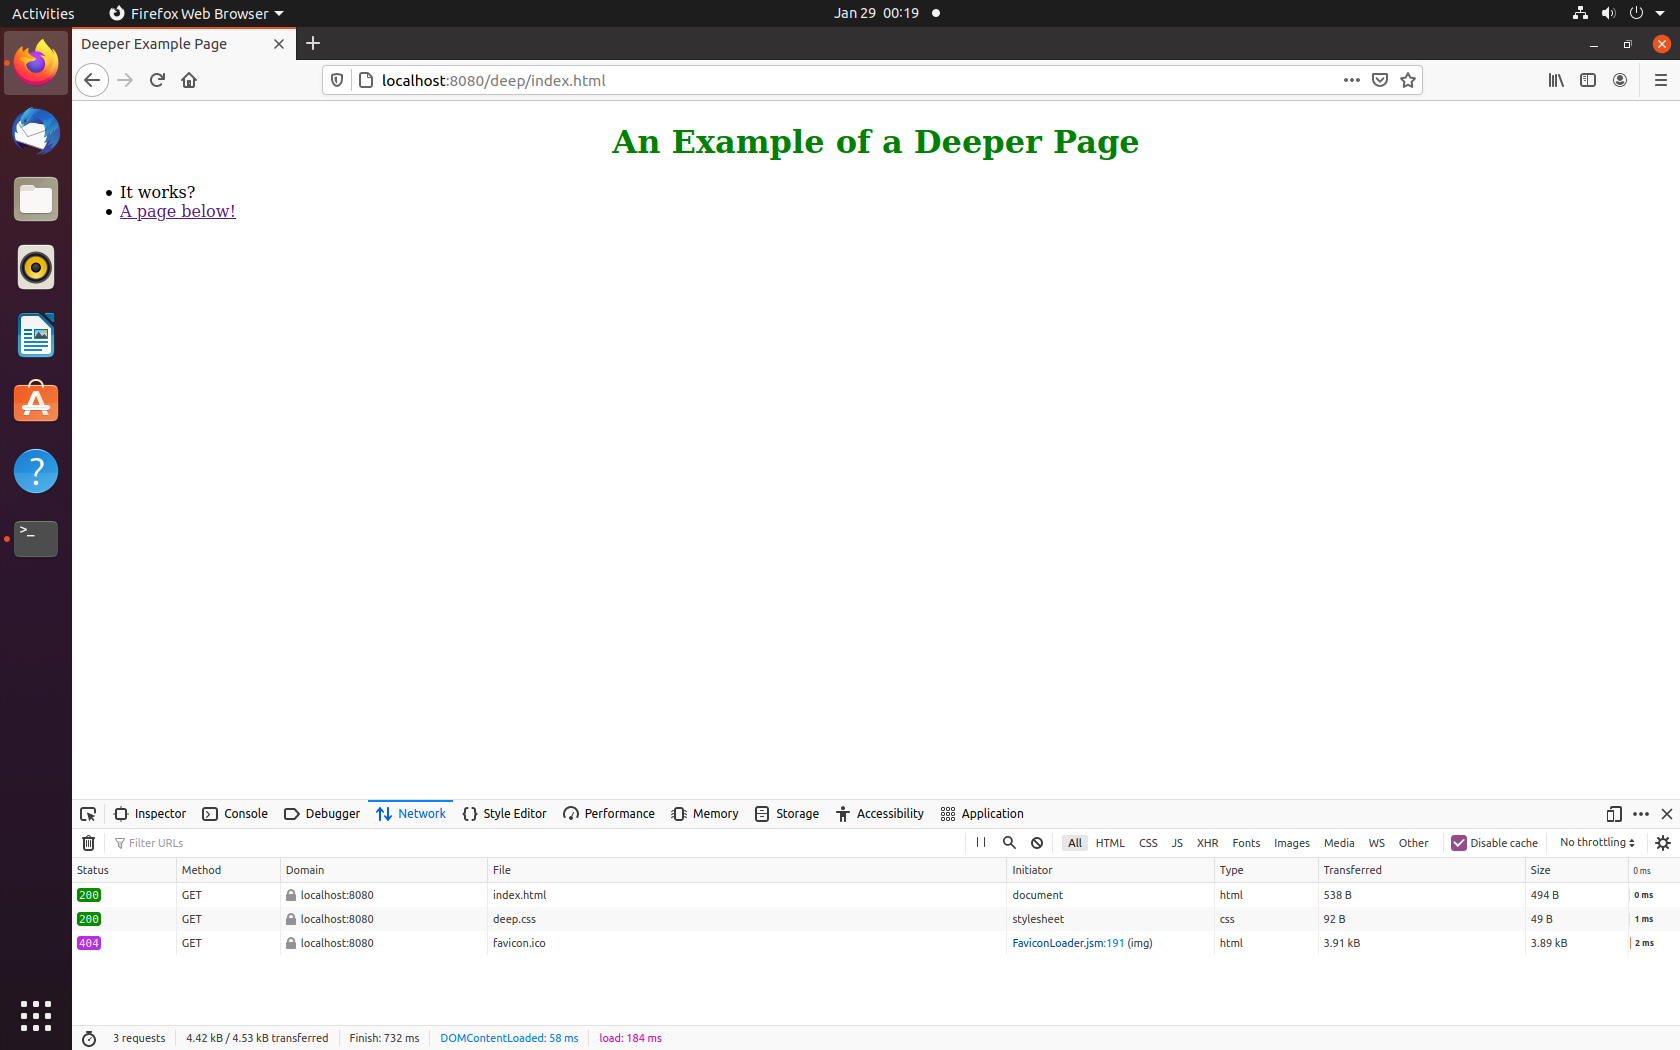 Activities Firefox Web Browser Jan 29 00:19
Deeper Example Page
localhost:8080/deep/index.html
An Example of a Deeper Page
It works?
A page below!
Inspector Console Debugger Network Style Editor Performance Memory Storage Accessibility Application
Filter URLs All HTML CSS JS XHR Fonts Images Media WS Other Disable cache No throttling
Status Method Domain File Initiator Type Transferred Size 0 ms
200 GET localhost:8080 index.html document html 538 B 494 B 0 ms
200 GET localhost:8080 deep.css stylesheet css 92 B 49 B 1 ms
404 GET localhost:8080 favicon.ico FaviconLoader.jsm:191 (img) html 3.91 kB 3.89 kB 2 ms
3 requests 4.42 kB / 4.53 kB transferred Finish: 732 ms DOMContentLoaded: 58 ms load: 184 ms